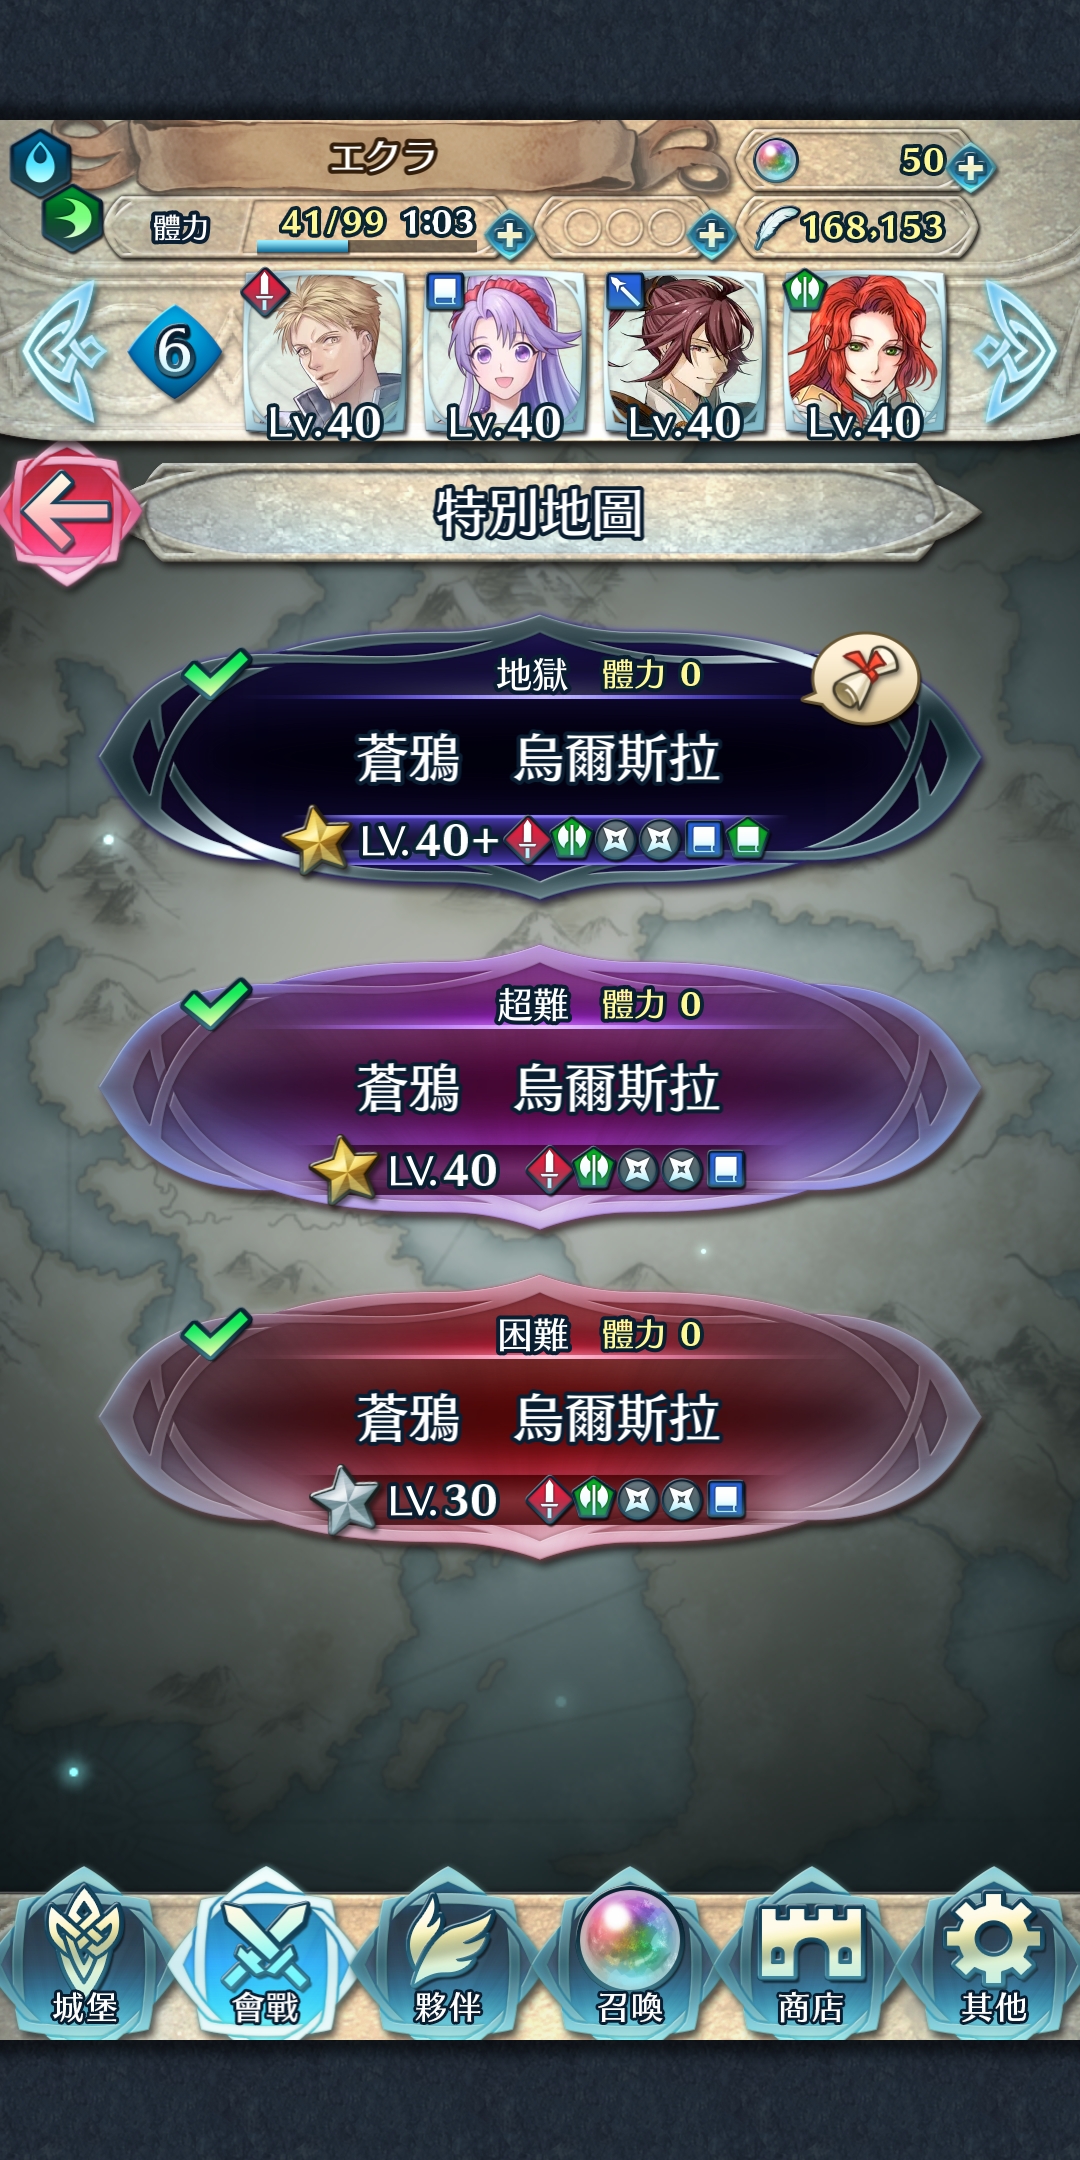 エクラ
50
體力 41/99 1:03
168,153
6
Lv.40 Lv.40 Lv.40 Lv.40
特別地圖
地獄 體力 0
蒼鴉 烏爾斯拉
LV.40+
超難 體力 0
蒼鴉 烏爾斯拉
LV.40
困難 體力 0
蒼鴉 烏爾斯拉
LV.30
城堡 會戰 夥伴 召喚 商店 其他